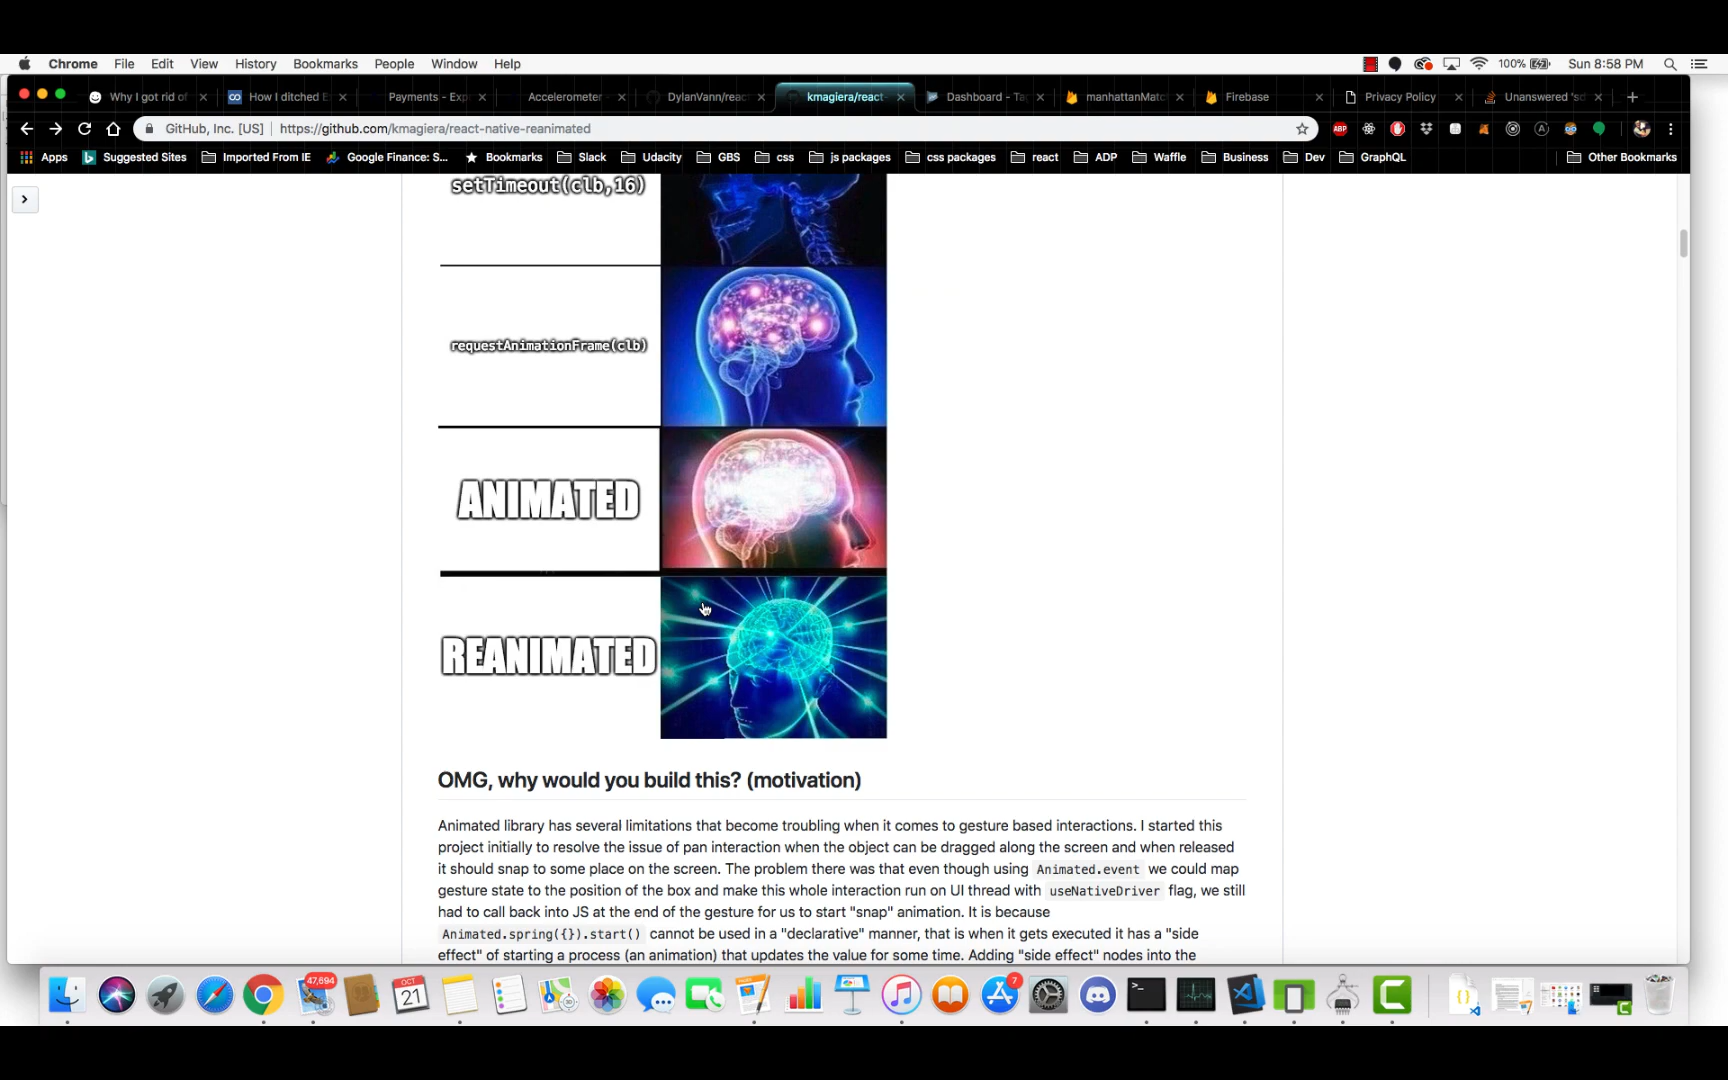 Chrome File Edit View History Bookmarks People Window Help 100% Sun 8:58 PM
Why I got rid of How I ditched E Payments - Exp Accelerometer DylanVann/reac kmagiera/react- Dashboard - Ta manhattanMatc Firebase Privacy Policy Unanswered 'sd
GitHub, Inc. [US] https://github.com/kmagiera/react-native-reanimated ABP
Apps Suggested Sites Imported From IE Google Finance: S... Bookmarks Slack Udacity GBS css js packages css packages react ADP Waffle Business Dev GraphQL Other Bookmarks
setTimeout(clb,16)
requestAnimationFrame(clb)
ANIMATED
REANIMATED
OMG, why would you build this? (motivation)
Animated library has several limitations that become troubling when it comes to gesture based interactions. I started this
project initially to resolve the issue of pan interaction when the object can be dragged along the screen and when released
it should snap to some place on the screen. The problem there was that even though using Animated.event we could map
gesture state to the position of the box and make this whole interaction run on UI thread with useNativeDriver flag, we still
had to call back into JS at the end of the gesture for us to start "snap" animation. It is because
Animated.spring({}).start() cannot be used in a "declarative" manner, that is when it gets executed it has a "side
effect" of starting a process (an animation) that updates the value for some time. Adding "side effect" nodes into the
47,694 OCT 21 7